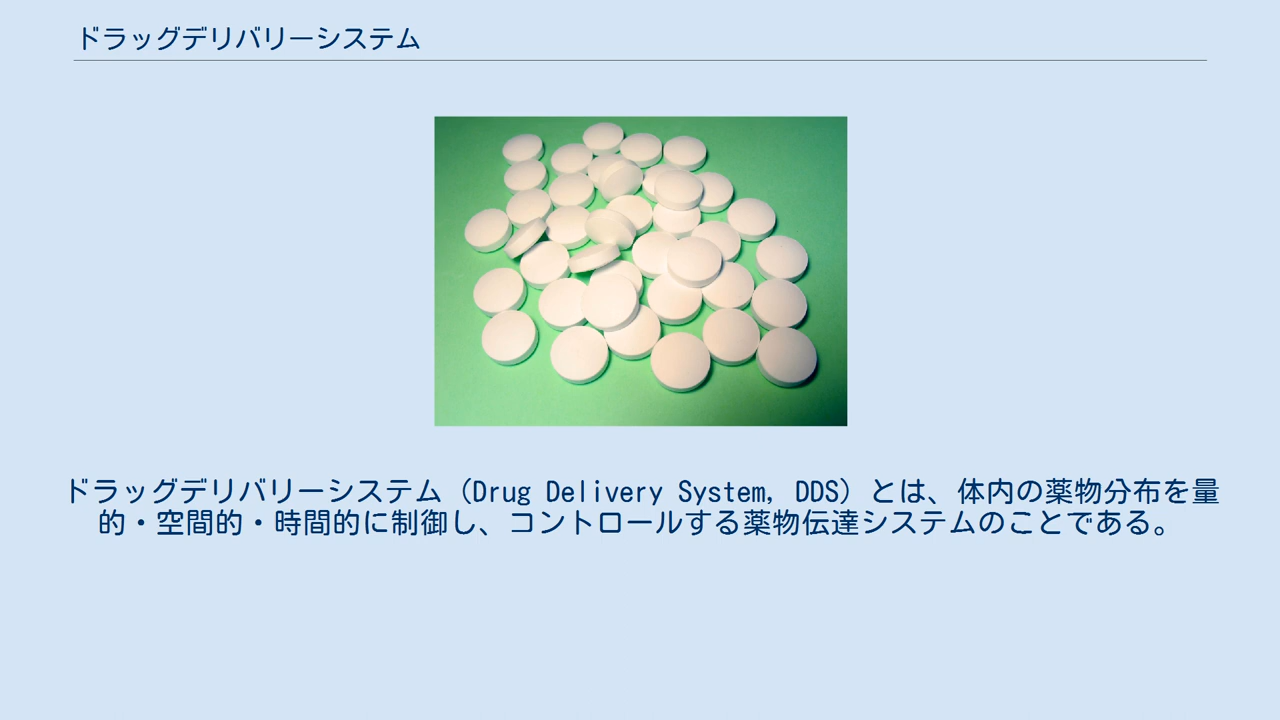 ドラッグデリバリーシステム
ドラッグデリバリーシステム（Drug Delivery System, DDS）とは、体内の薬物分布を量
的・空間的・時間的に制御し、コントロールする薬物伝達システムのことである。